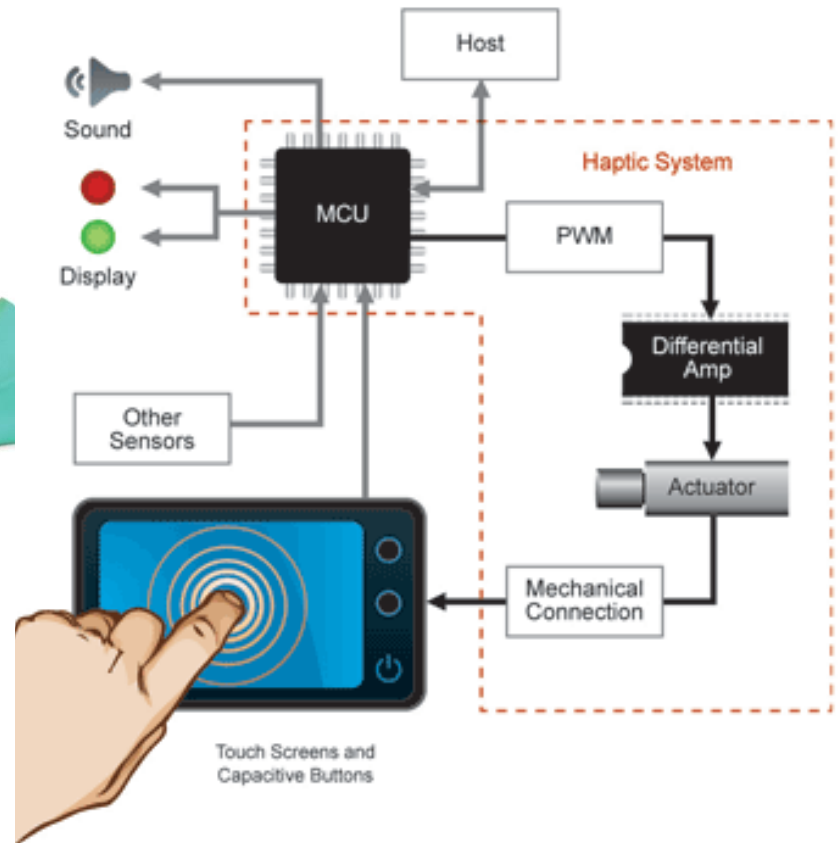 Host
Sound
Haptic System
MCU
PWM
Display
Differential
Amp
Other
Sensors
Actuator
Mechanical
Connection
Touch Screens and
Capacitive Buttons